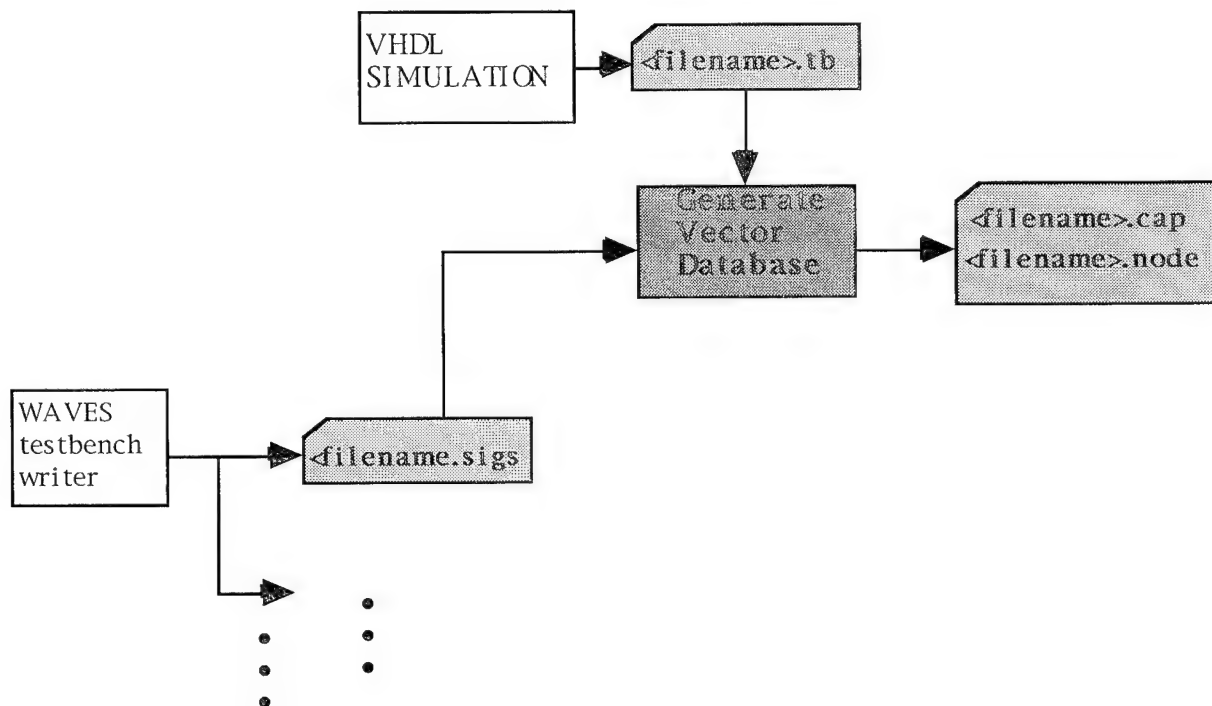 VHDL
SIMULATION
<filename>.tb
Generate
Vector
Database
<filename>.cap
<filename>.node
WAVES
testbench
writer
<filename.sigs